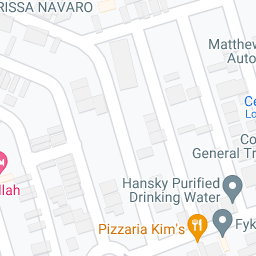 RISSA NAVARO
Matthew
Auto
Ce
Lo
Co
General Tr
llah
Hansky Purified
Drinking Water
Pizzaria Kim's
Fyk